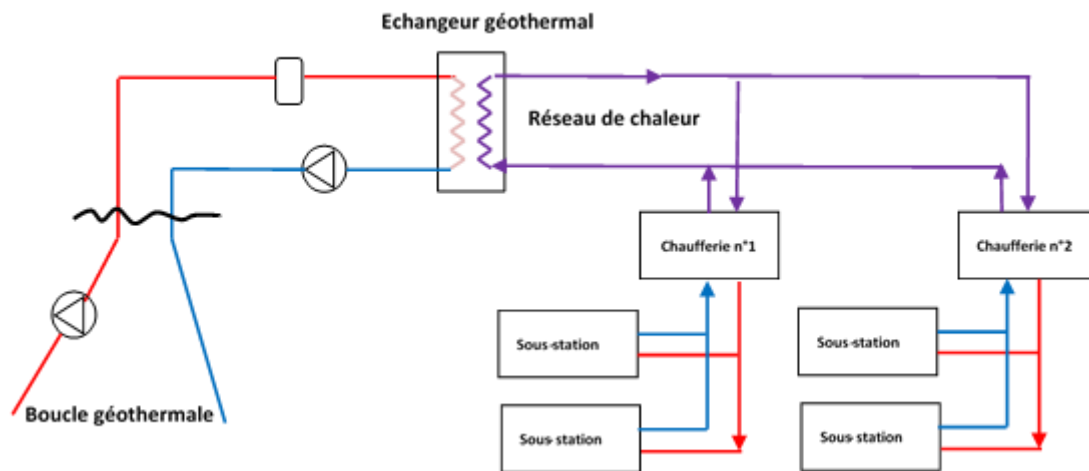 Echangeur géothermal
Réseau de chaleur
Chaufferie n°1
Chaufferie n°2
Sous-station
Sous-station
Boucle géothermale
Sous-station
Sous-station